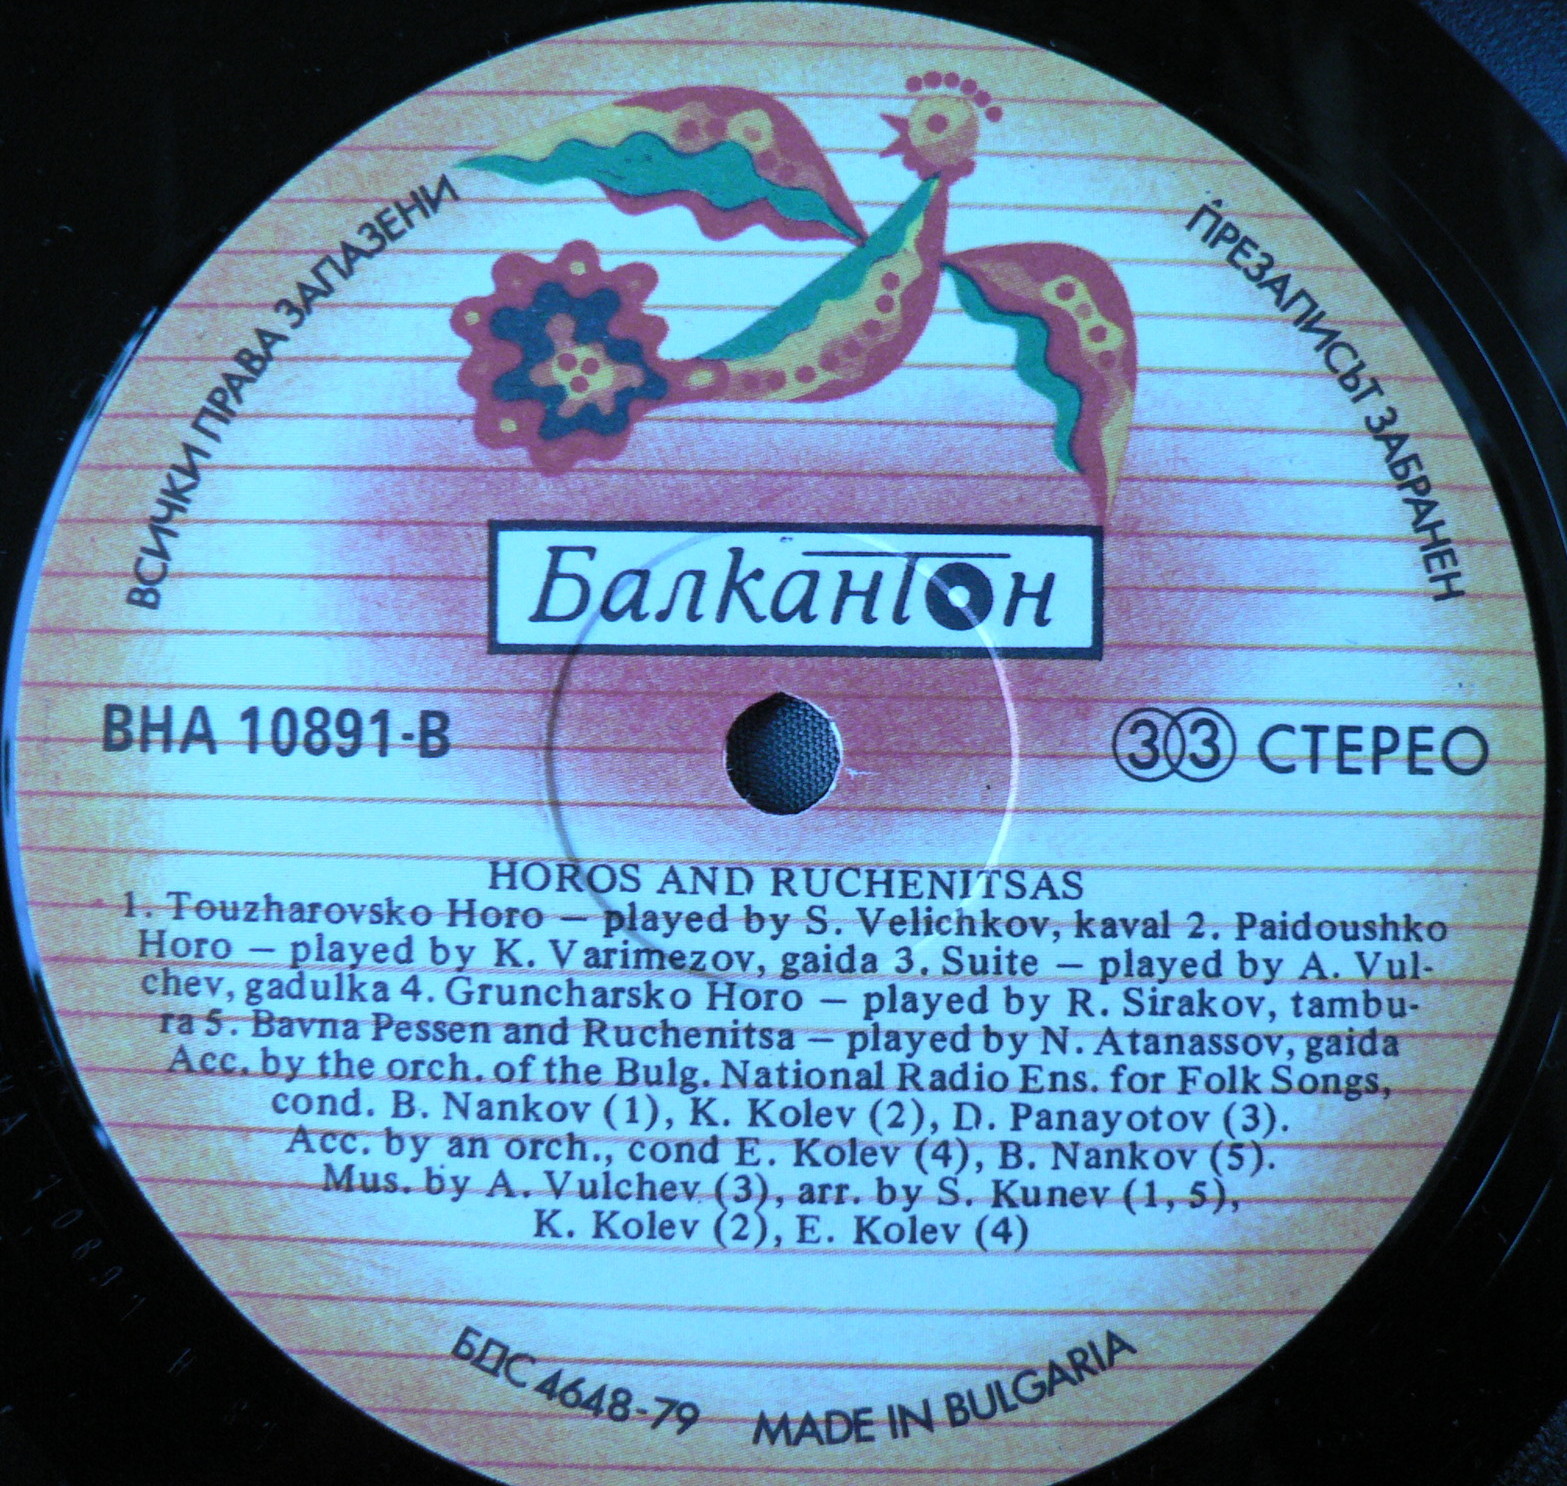 ВСИЧКИ ПРАВА ЗАПАЗЕНИ
ПРЕЗАПИСЪТ ЗАБРАНЕН
Балкантон
ВНА 10891-В
33 СТЕРЕО
HOROS AND RUCHENITSAS
1. Touzharovsko Horo — played by S. Velichkov, kaval 2. Paidoushko
Horo — played by K. Varimezov, gaida 3. Suite — played by A. Vul-
chev, gadulka 4. Gruncharsko Horo — played by R. Sirakov, tambu-
ra 5. Bavna Pessen and Ruchenitsa — played by N. Atanassov, gaida
Acc. by the orch. of the Bulg. National Radio Ens. for Folk Songs,
cond. B. Nankov (1), K. Kolev (2), D. Panayotov (3).
Acc. by an orch., cond E. Kolev (4), B. Nankov (5).
Mus. by A. Vulchev (3), arr. by S. Kunev (1, 5),
K. Kolev (2), E. Kolev (4)
БДС 4648-79 MADE IN BULGARIA